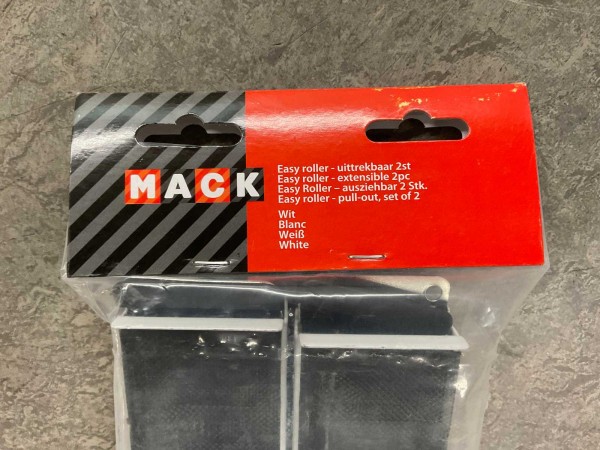 MACK
Easy roller - uittrekbaar 2st
Easy roller - extensible 2pc
Easy Roller – ausziehbar 2 Stk.
Easy roller - pull-out, set of 2
Wit
Blanc
Weiß
White